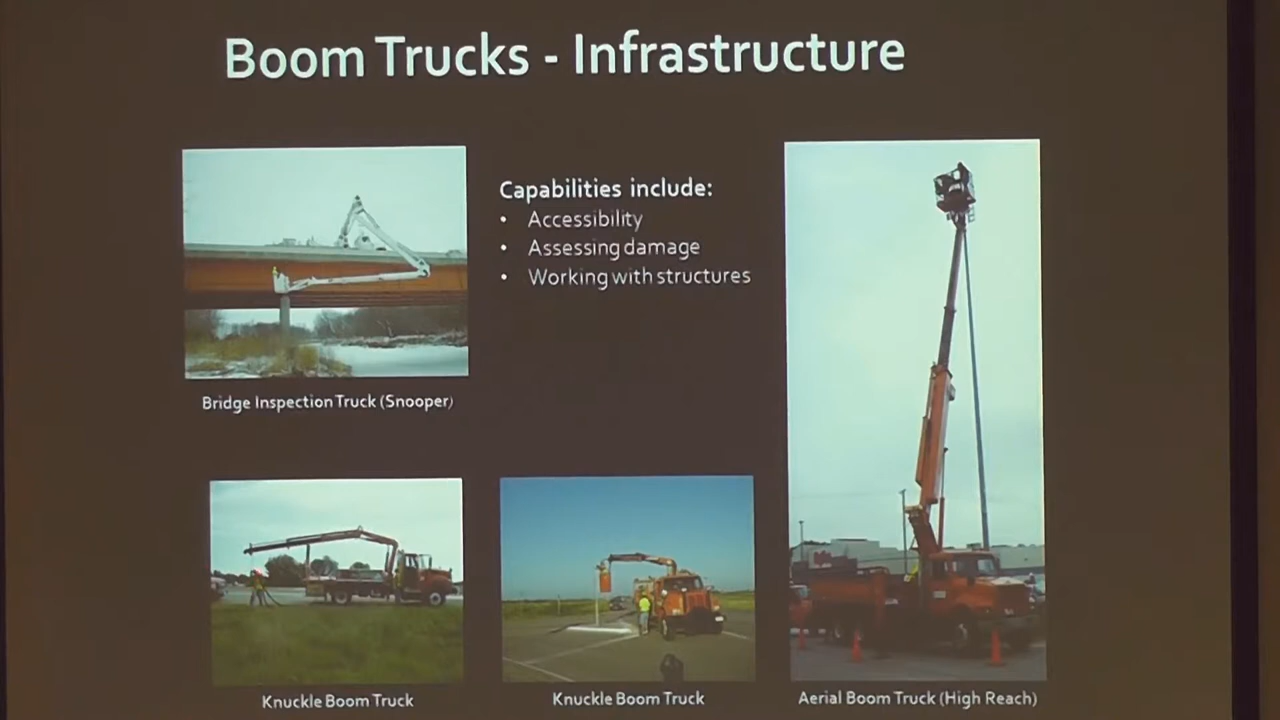 Boom Trucks - Infrastructure
Capabilities include:
• Accessibility
• Assessing damage
• Working with structures
Bridge Inspection Truck (Snooper)
Knuckle Boom Truck
Knuckle Boom Truck
Aerial Boom Truck (High Reach)